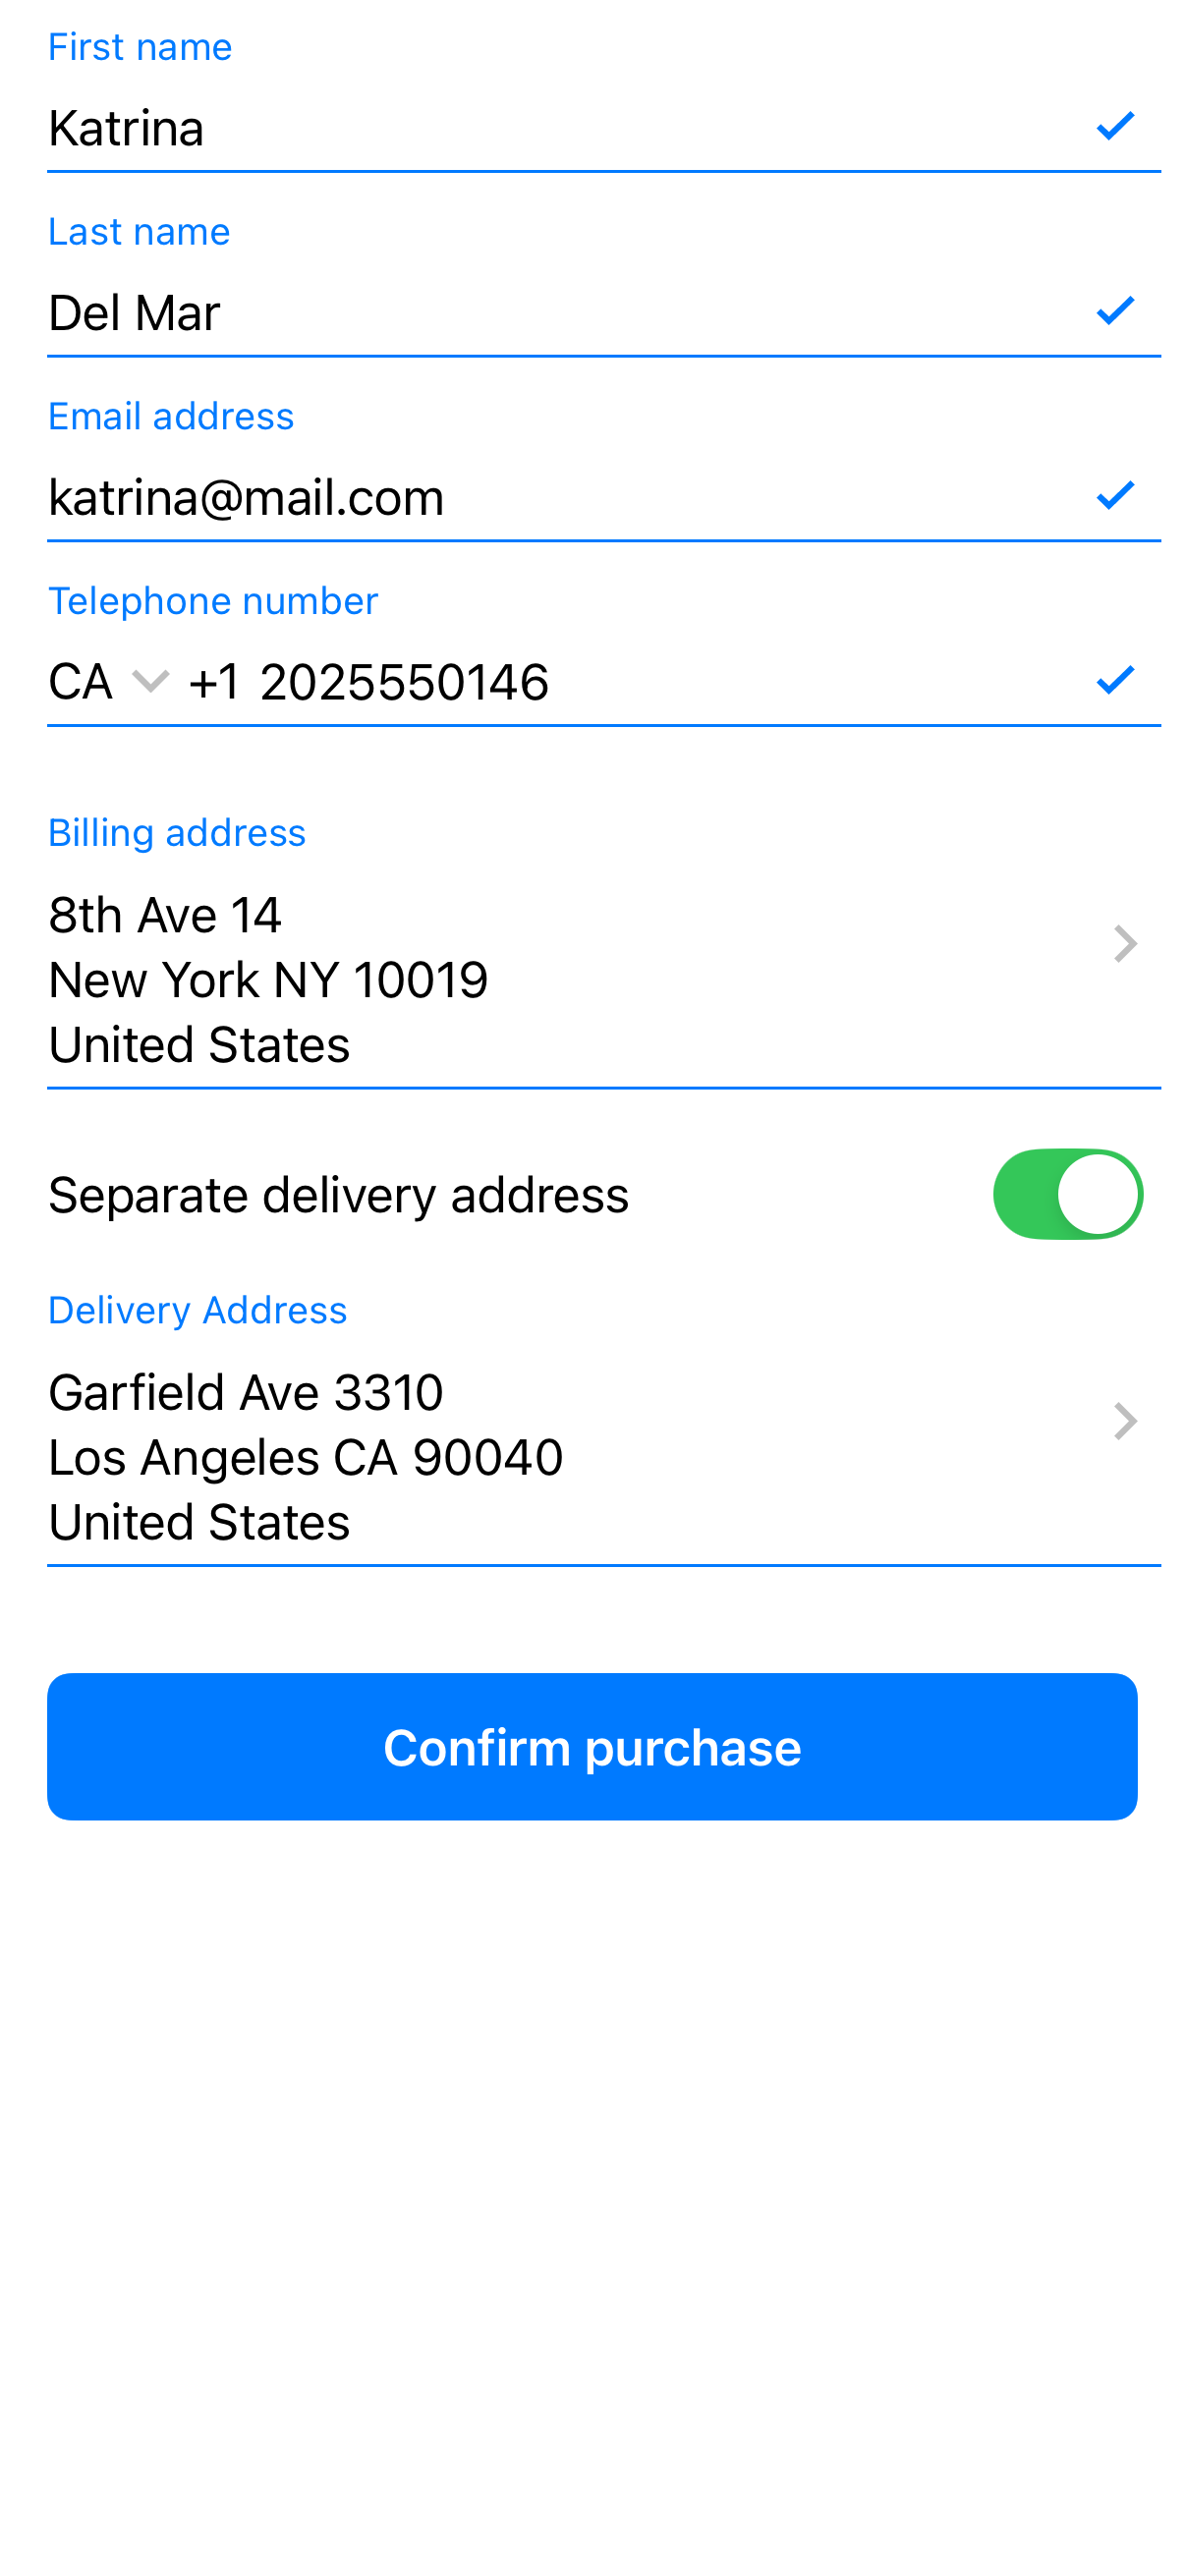 First name
Katrina
Last name
Del Mar
Email address
katrina@mail.com
Telephone number
CA +1 2025550146
Billing address
8th Ave 14
New York NY 10019
United States
Separate delivery address
Delivery Address
Garfield Ave 3310
Los Angeles CA 90040
United States
Confirm purchase